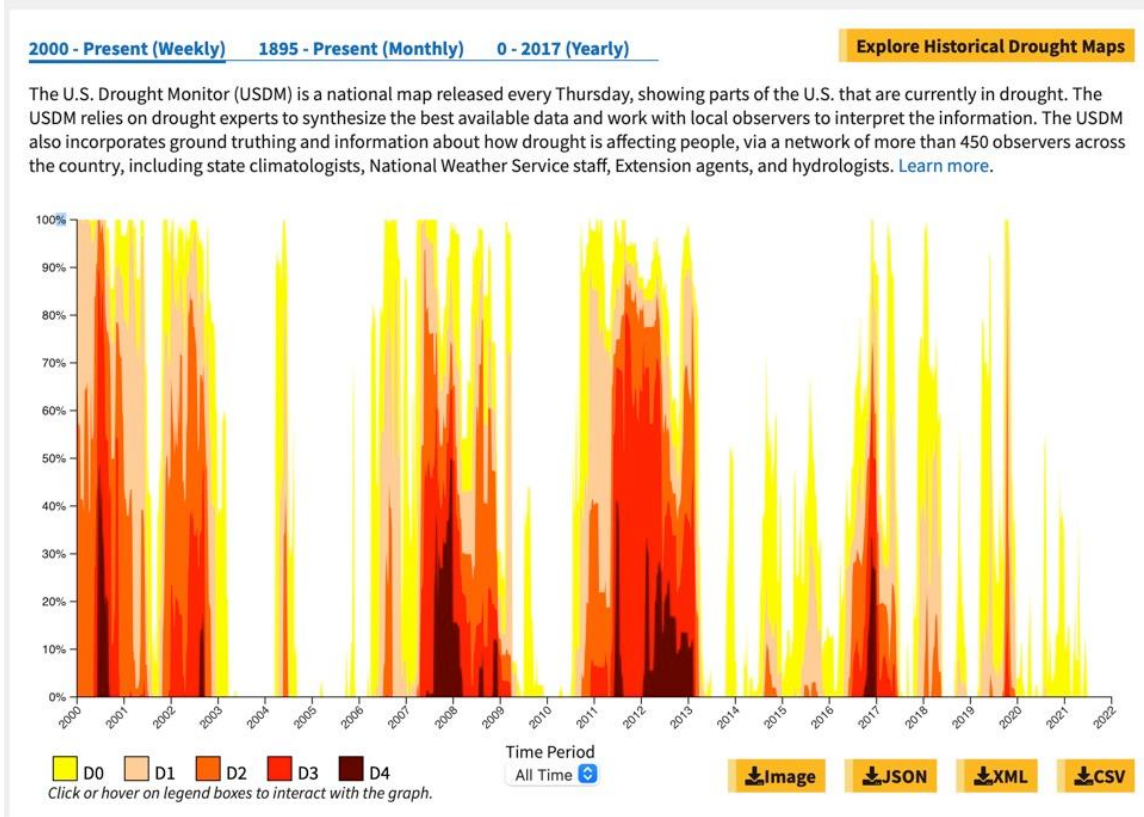 2000 - Present (Weekly) 1895 - Present (Monthly) 0 - 2017 (Yearly) Explore Historical Drought Maps
The U.S. Drought Monitor (USDM) is a national map released every Thursday, showing parts of the U.S. that are currently in drought. The
USDM relies on drought experts to synthesize the best available data and work with local observers to interpret the information. The USDM
also incorporates ground truthing and information about how drought is affecting people, via a network of more than 450 observers across
the country, including state climatologists, National Weather Service staff, Extension agents, and hydrologists. Learn more.
100%
90%
80%
70%
60%
50%
40%
30%
20%
10%
0%
2000 2001 2002 2003 2004 2005 2006 2007 2008 2009 2010 2011 2012 2013 2014 2015 2016 2017 2018 2019 2020 2021 2022
D0 D1 D2 D3 D4
Click or hover on legend boxes to interact with the graph.
Time Period
All Time
Image JSON XML CSV